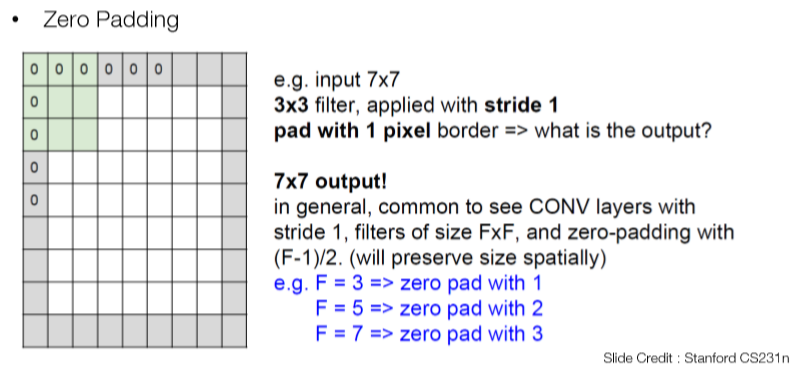 • Zero Padding
0 0 0 0 0 0
0
0
0
0
e.g. input 7x7
3x3 filter, applied with stride 1
pad with 1 pixel border => what is the output?
7x7 output!
in general, common to see CONV layers with
stride 1, filters of size FxF, and zero-padding with
(F-1)/2. (will preserve size spatially)
e.g. F = 3 => zero pad with 1
F = 5 => zero pad with 2
F = 7 => zero pad with 3
Slide Credit : Stanford CS231n